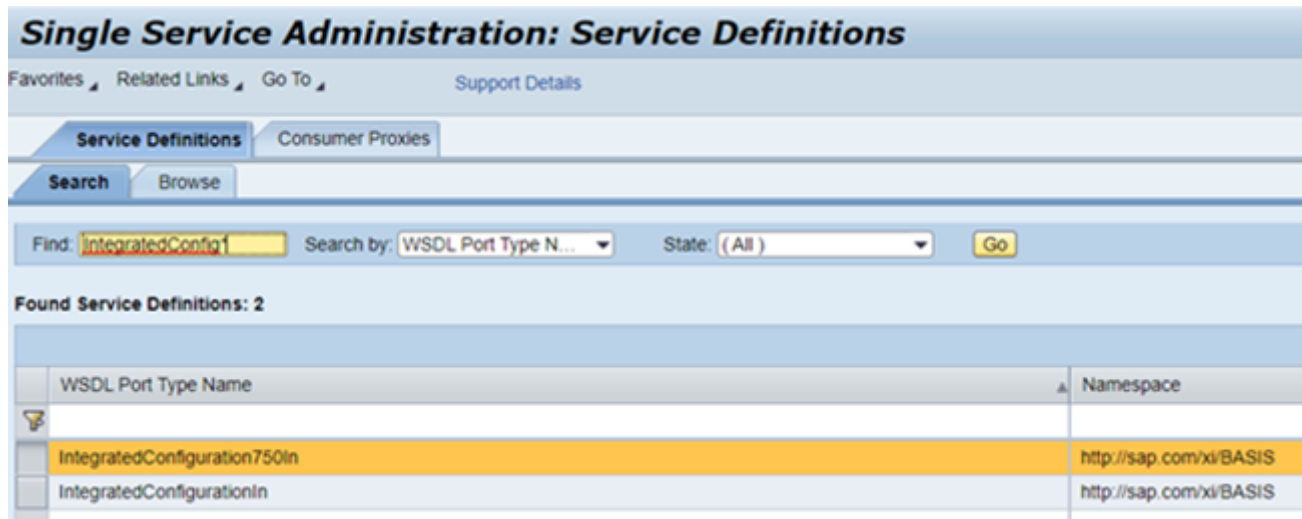 Single Service Administration: Service Definitions
Favorites Related Links Go To Support Details
Service Definitions Consumer Proxies
Search Browse
Find: IntegratedConfig* Search by: WSDL Port Type N... State: ( All ) Go
Found Service Definitions: 2
WSDL Port Type Name Namespace
IntegratedConfiguration750In http://sap.com/xi/BASIS
IntegratedConfigurationIn http://sap.com/xi/BASIS